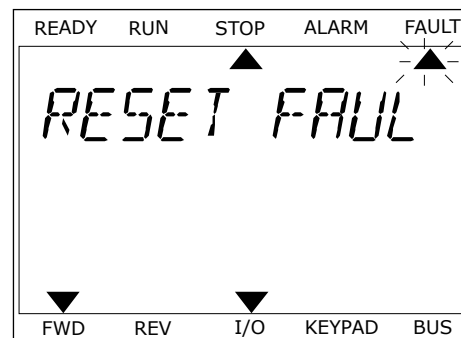 READY RUN STOP ALARM FAULT
RESET FAUL
FWD REV I/O KEYPAD BUS